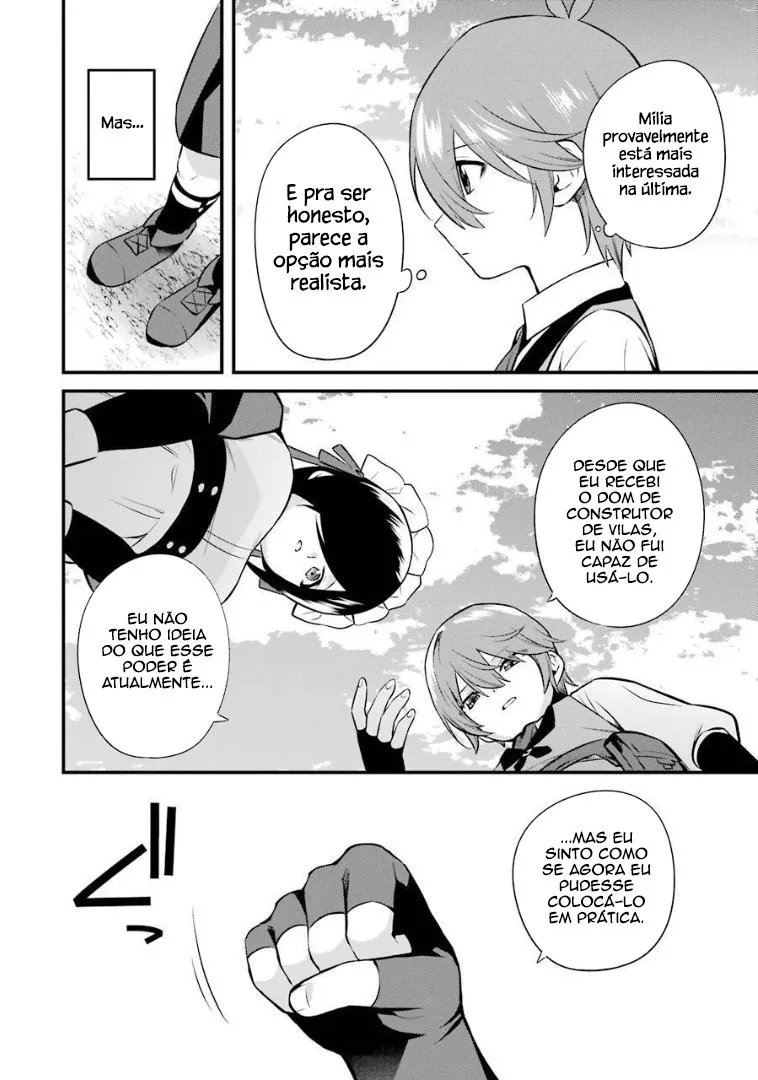 Mília
provavelmente
está mais
interessada
na última.
E pra ser
honesto,
parece a
opção mais
realista.
Mas...
DESDE QUE
EU RECEBI
O DOM DE
CONSTRUTOR
DE VILAS,
EU NÃO FUI
CAPAZ DE
USÁ-LO.
EU NÃO
TENHO IDEIA
DO QUE ESSE
PODER É
ATUALMENTE...
...MAS EU
SINTO COMO
SE AGORA EU
PUDESSE
COLOCÁ-LO
EM PRÁTICA.